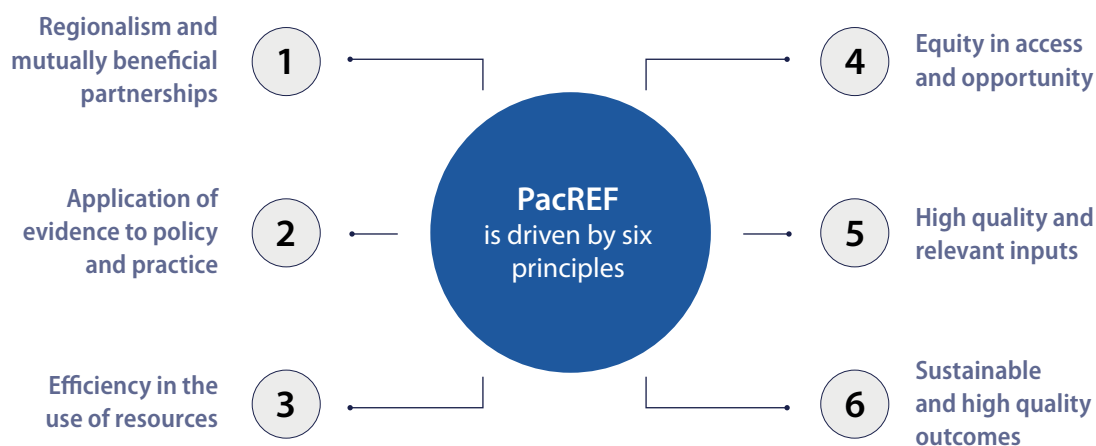 Regionalism and
mutually beneficial
partnerships
1
Application of
evidence to policy
and practice
2
Efficiency in the
use of resources
3
PacREF
is driven by six
principles
4
Equity in access
and opportunity
5
High quality and
relevant inputs
6
Sustainable
and high quality
outcomes